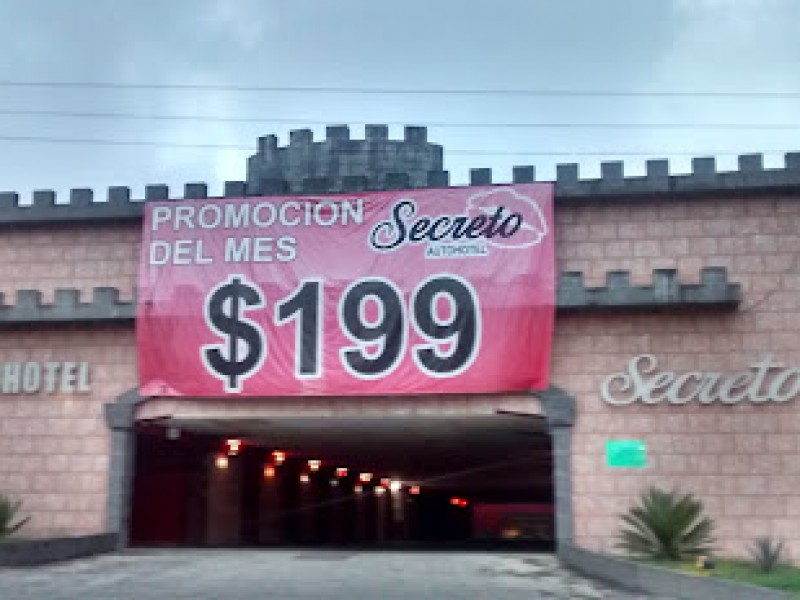 PROMOCION
DEL MES
Secreto
AUTOHOTEL
$199
HOTEL
Secreto